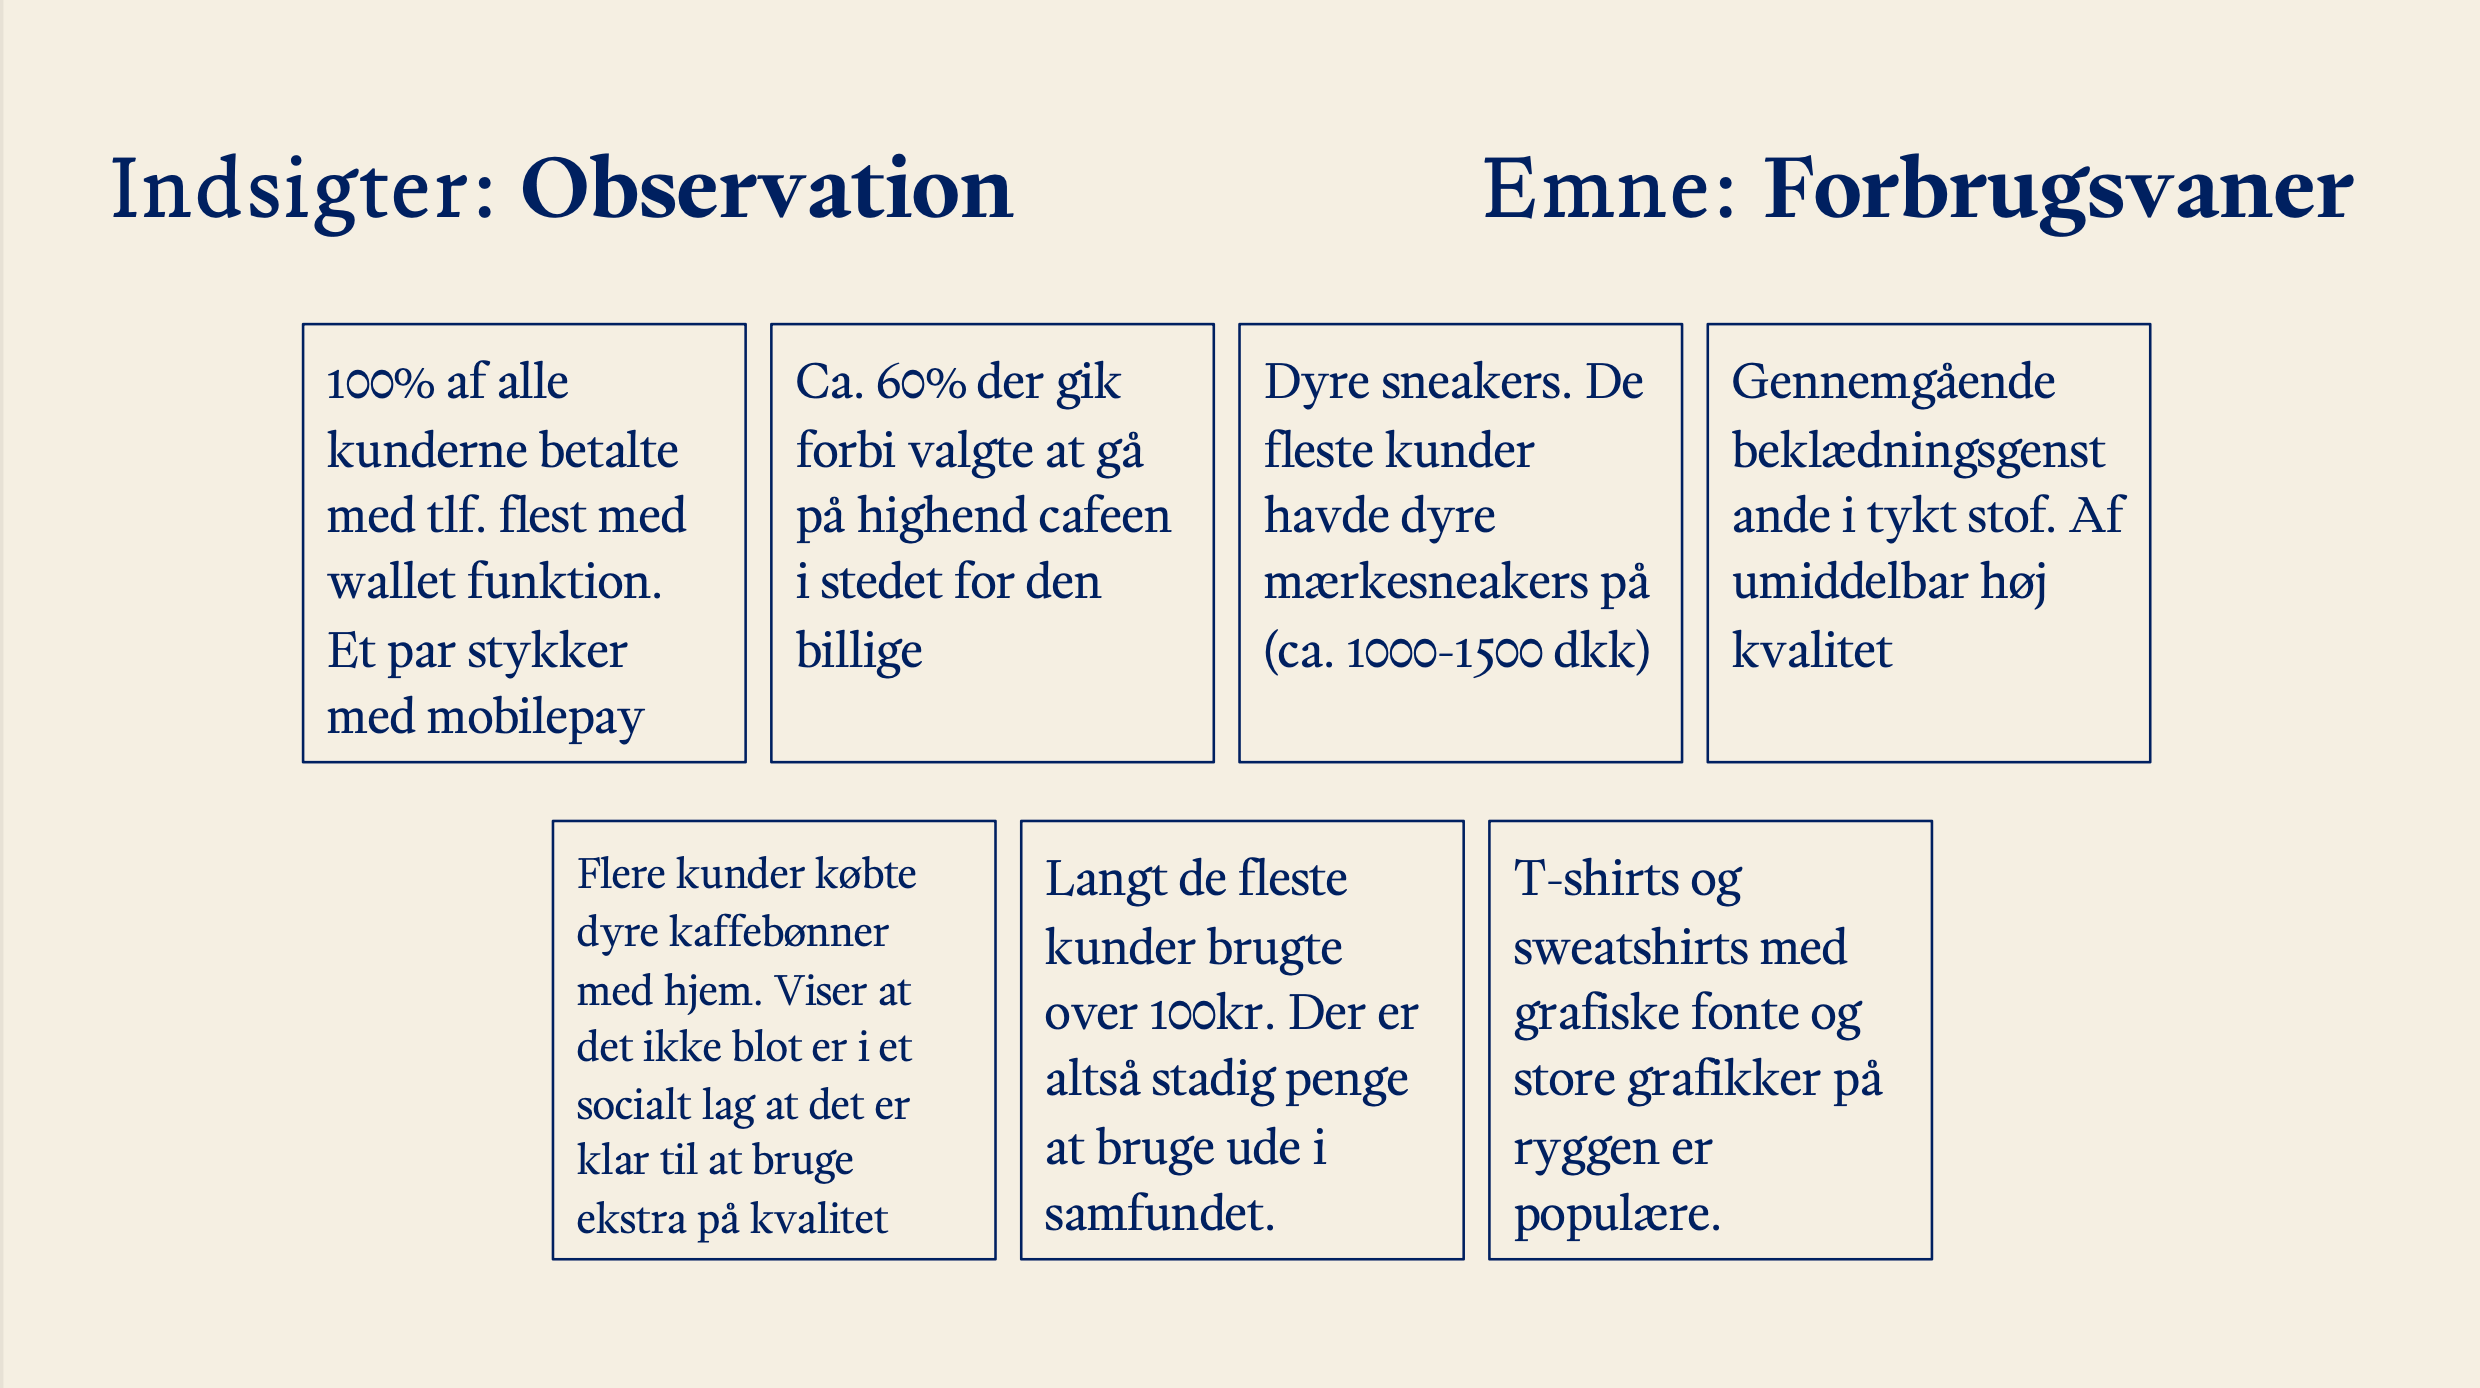 Indsigter: Observation
Emne: Forbrugsvaner
100% af alle
kunderne betalte
med tlf. flest med
wallet funktion.
Et par stykker
med mobilepay
Ca. 60% der gik
forbi valgte at gå
på highend cafeen
i stedet for den
billige
Dyre sneakers. De
fleste kunder
havde dyre
mærkesneakers på
(ca. 1000-1500 dkk)
Gennemgående
beklædningsgenst
ande i tykt stof. Af
umiddelbar høj
kvalitet
Flere kunder købte
dyre kaffebønner
med hjem. Viser at
det ikke blot er i et
socialt lag at det er
klar til at bruge
ekstra på kvalitet
Langt de fleste
kunder brugte
over 100kr. Der er
altså stadig penge
at bruge ude i
samfundet.
T-shirts og
sweatshirts med
grafiske fonte og
store grafikker på
ryggen er
populære.